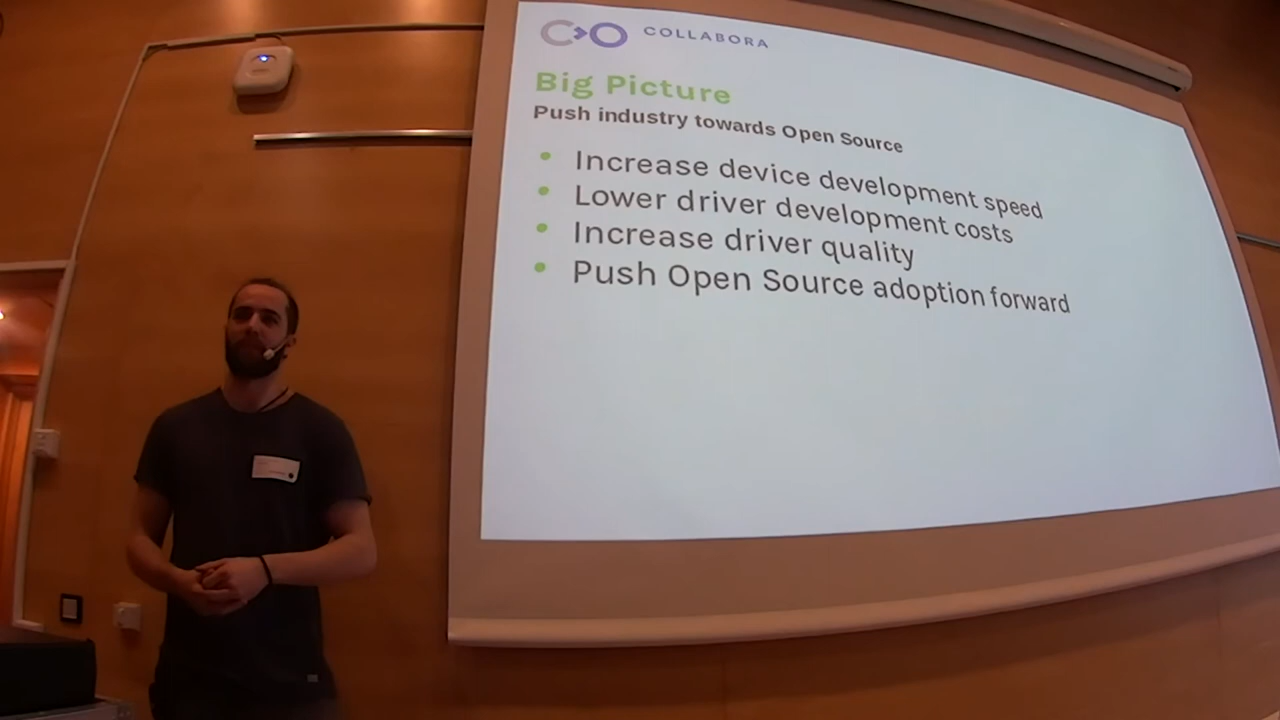 COLLABORA
Big Picture
Push industry towards Open Source
Increase device development speed
Lower driver development costs
Increase driver quality
Push Open Source adoption forward